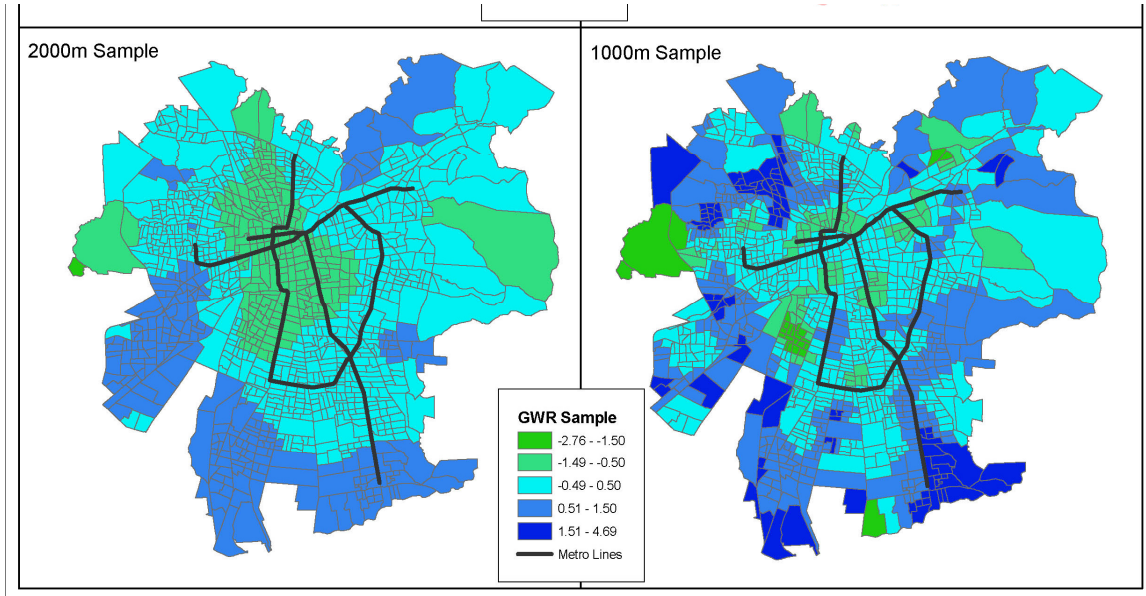 2000m Sample
1000m Sample
GWR Sample
-2.76 - -1.50
-1.49 - -0.50
-0.49 - 0.50
0.51 - 1.50
1.51 - 4.69
Metro Lines